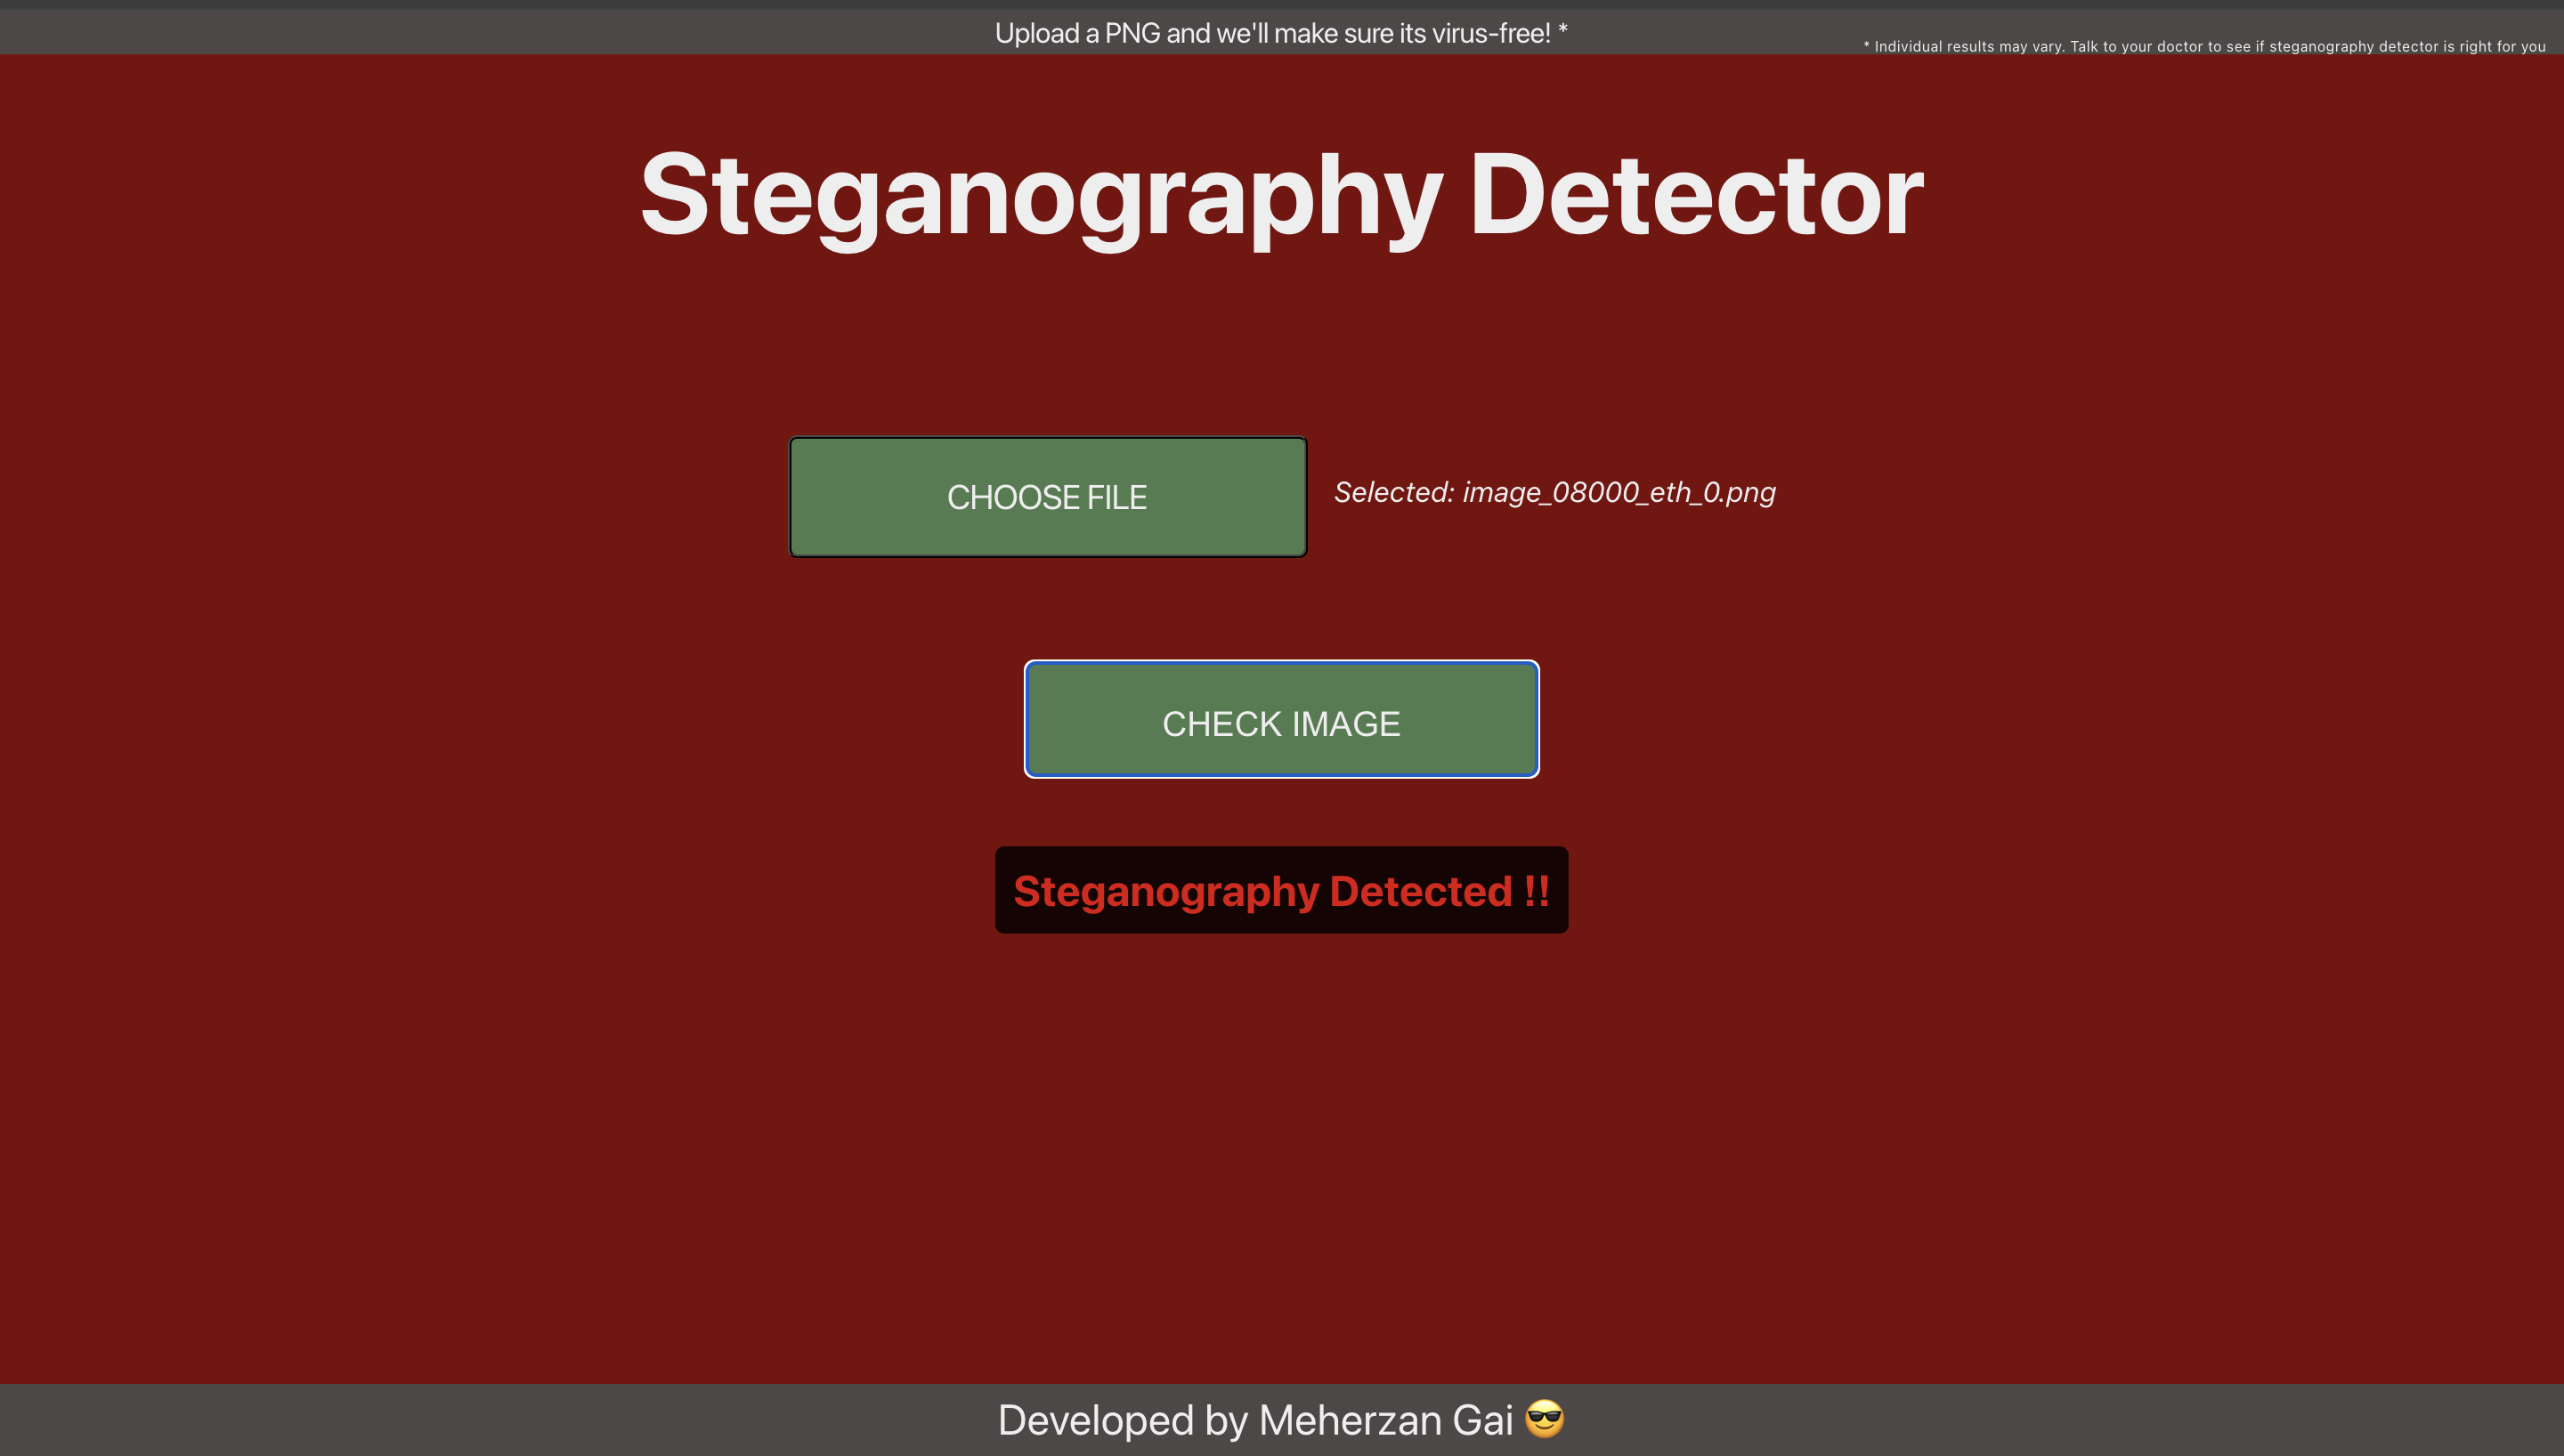 Upload a PNG and we'll make sure its virus-free! *
* Individual results may vary. Talk to your doctor to see if steganography detector is right for you
Steganography Detector
CHOOSE FILE
Selected: image_08000_eth_0.png
CHECK IMAGE
Steganography Detected !!
Developed by Meherzan Gai 😎